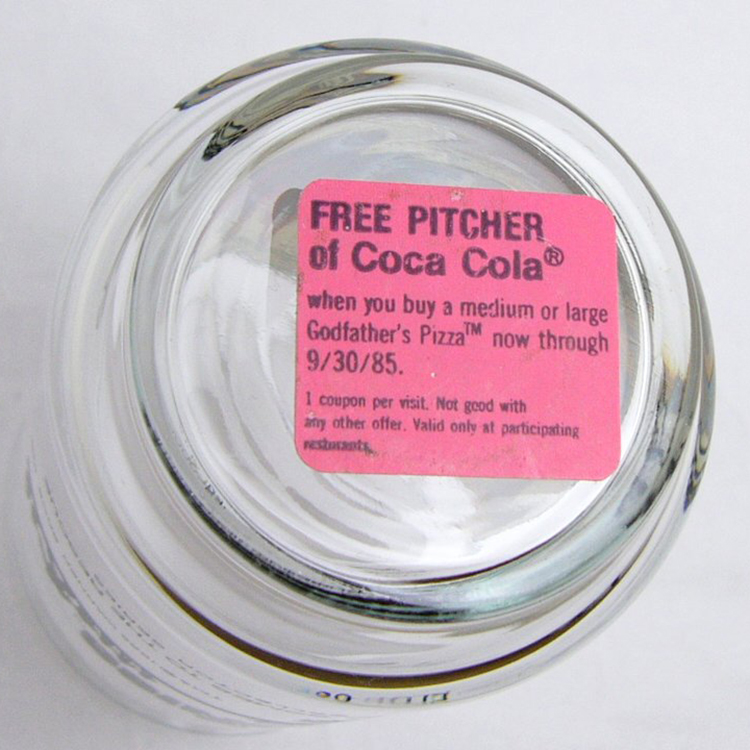 FREE PITCHER
of Coca Cola®
when you buy a medium or large
Godfather's Pizza™ now through
9/30/85.
1 coupon per visit. Not good with
any other offer. Valid only at participating